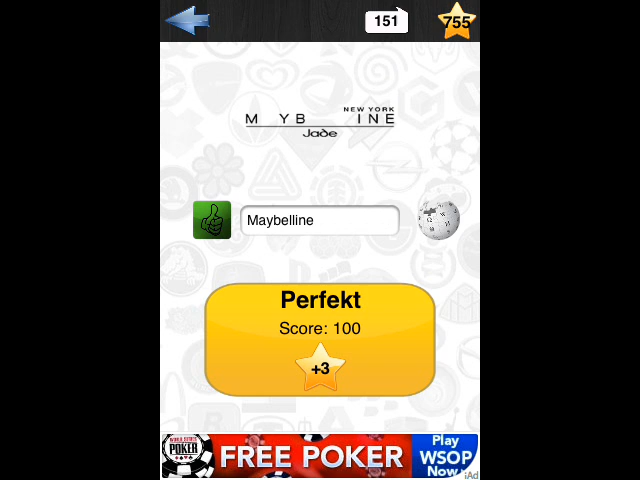 151
755
NEW YORK
M YB INE
Jade
Maybelline
Perfekt
Score: 100
+3
WORLD SERIES
POKER
FREE POKER
Play
WSOP
Now
iAd